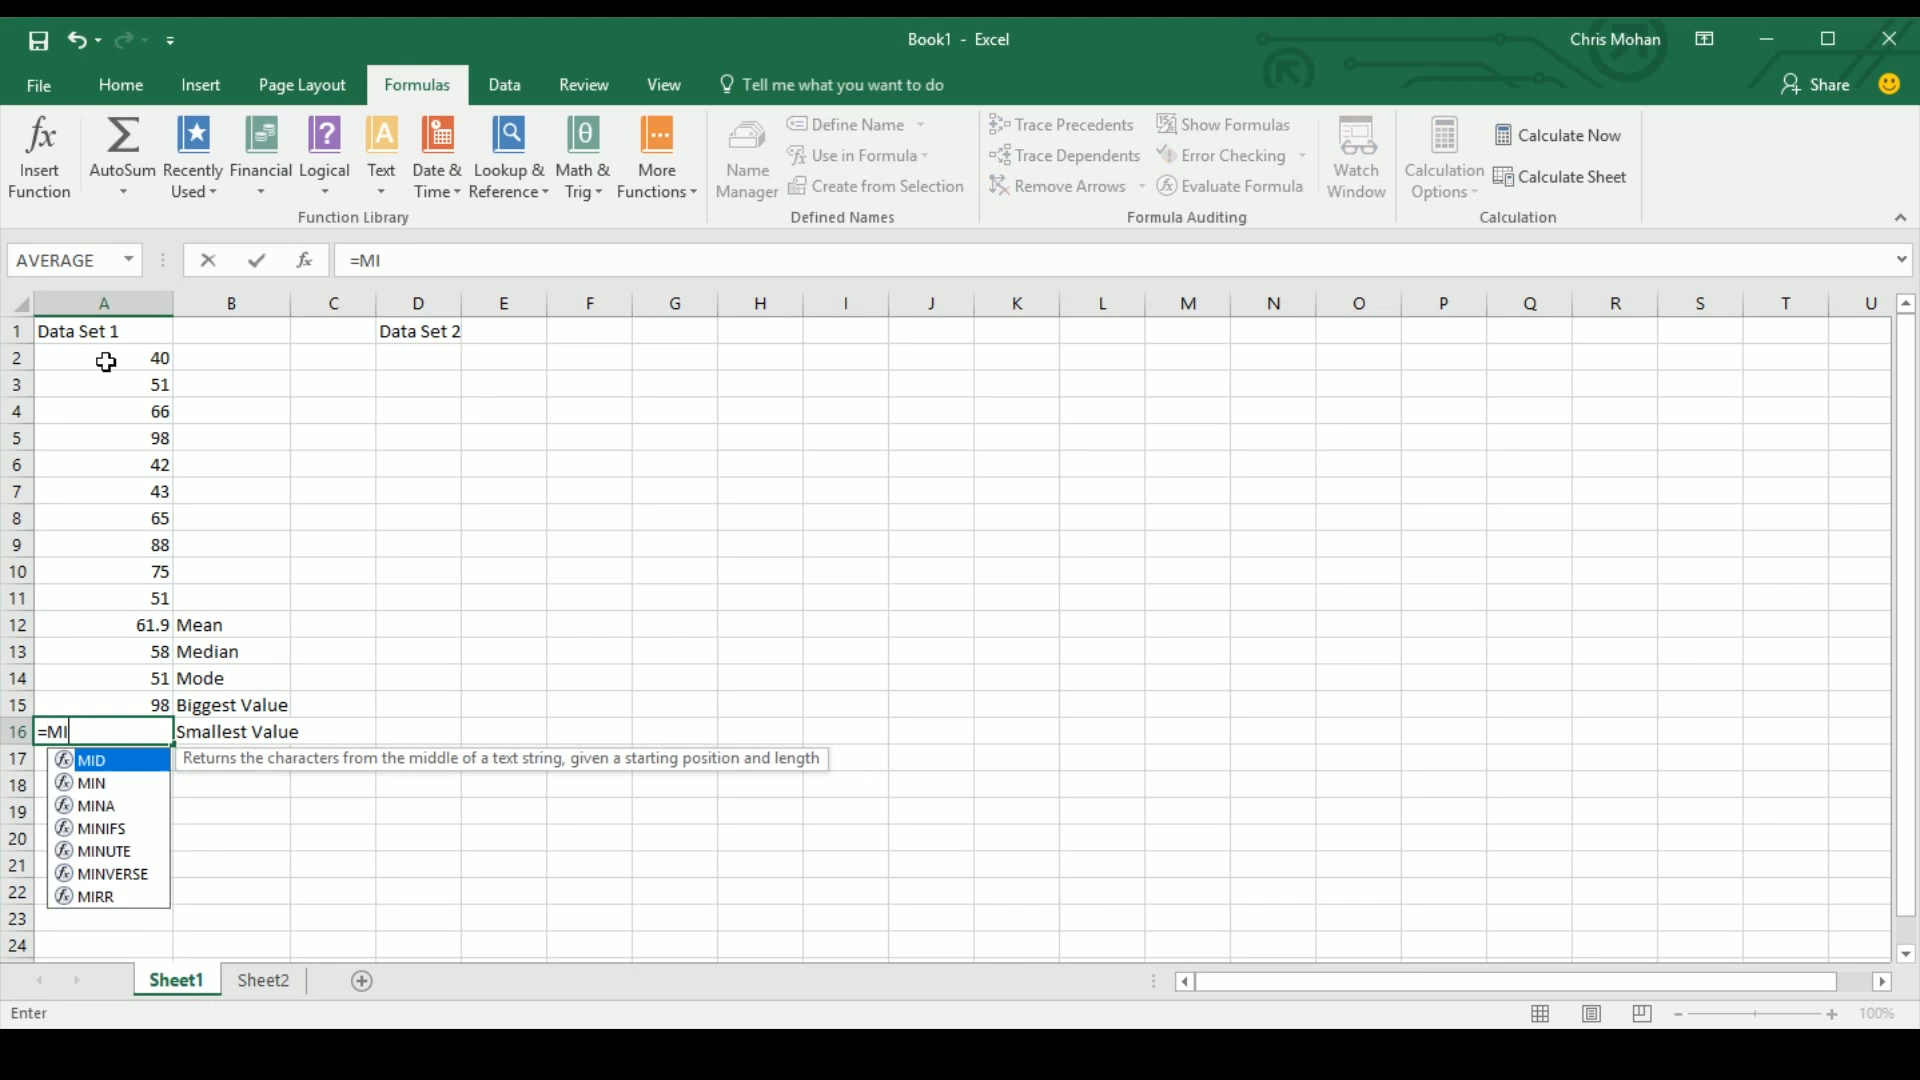 Book1 - Excel
Chris Mohan
File Home Insert Page Layout Formulas Data Review View Tell me what you want to do
Share
Insert Function
AutoSum
Recently Used
Financial
Logical
Text
Date & Time
Lookup & Reference
Math & Trig
More Functions
Function Library
Name Manager
Define Name
Use in Formula
Create from Selection
Defined Names
Trace Precedents
Trace Dependents
Remove Arrows
Show Formulas
Error Checking
Evaluate Formula
Formula Auditing
Watch Window
Calculation Options
Calculate Now
Calculate Sheet
Calculation
AVERAGE fx =MI
A B C D E F G H I J K L M N O P Q R S T U
1 Data Set 1 Data Set 2
2 40
3 51
4 66
5 98
6 42
7 43
8 65
9 88
10 75
11 51
12 61.9 Mean
13 58 Median
14 51 Mode
15 98 Biggest Value
16 =MI Smallest Value
17 MID Returns the characters from the middle of a text string, given a starting position and length
18 MIN
19 MINA
20 MINIFS
21 MINUTE
22 MINVERSE
MIRR
23
24
Sheet1 Sheet2
Enter
100%